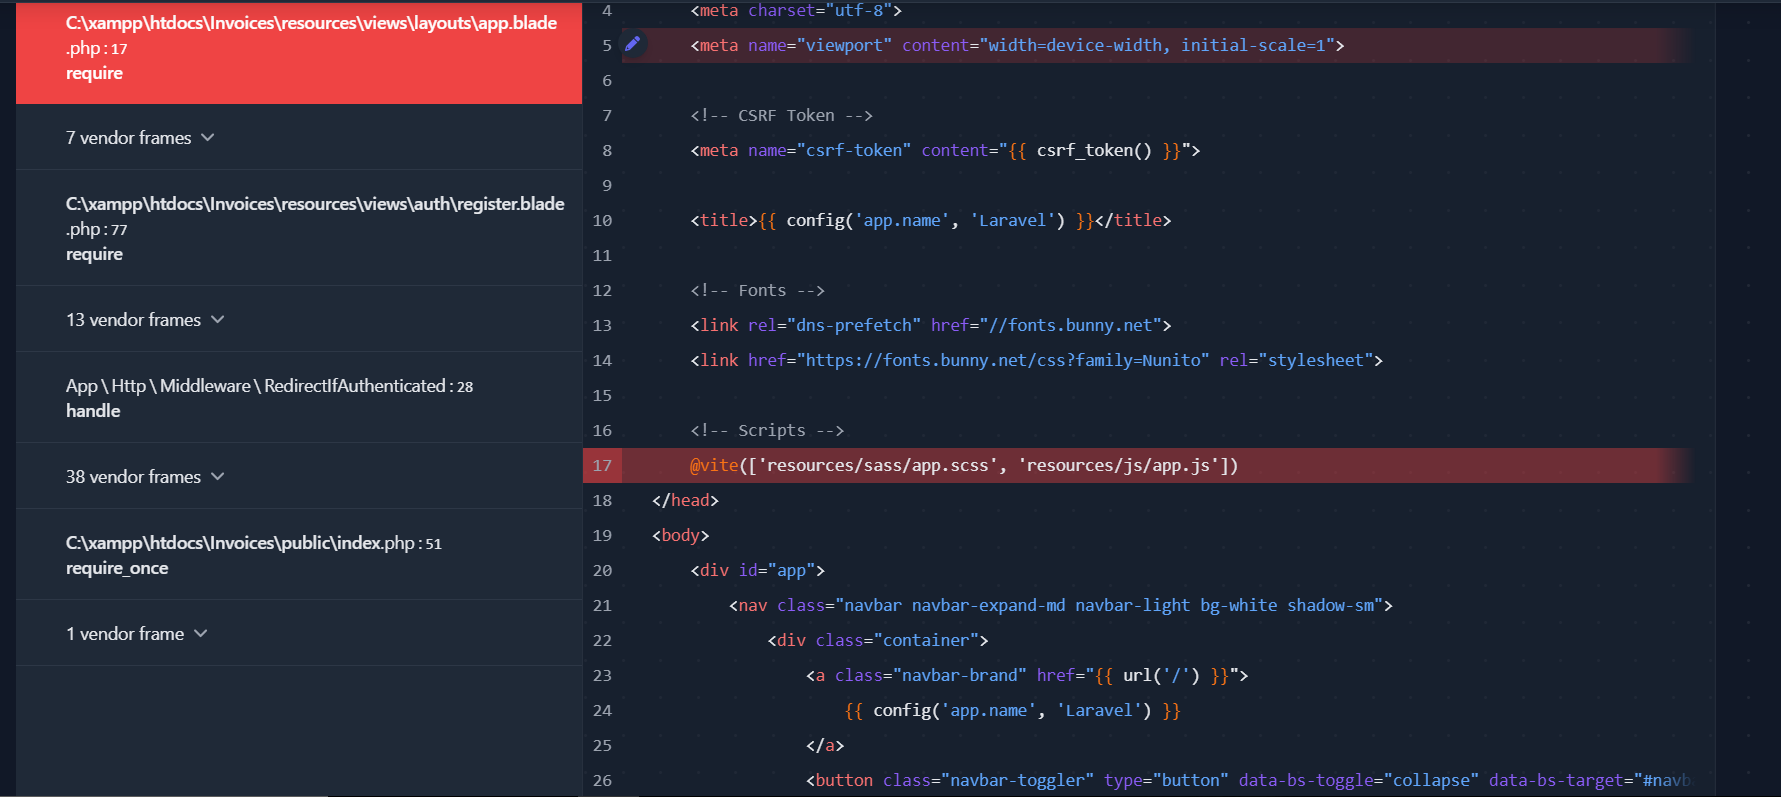 C:\xampp\htdocs\Invoices\resources\views\layouts\app.blade
.php : 17
require
7 vendor frames
C:\xampp\htdocs\Invoices\resources\views\auth\register.blade
.php : 77
require
13 vendor frames
App \ Http \ Middleware \ RedirectIfAuthenticated : 28
handle
38 vendor frames
C:\xampp\htdocs\Invoices\public\index.php : 51
require_once
1 vendor frame
4 <meta charset="utf-8">
5 <meta name="viewport" content="width=device-width, initial-scale=1">
6
7 <!-- CSRF Token -->
8 <meta name="csrf-token" content="{{ csrf_token() }}">
9
10 <title>{{ config('app.name', 'Laravel') }}</title>
11
12 <!-- Fonts -->
13 <link rel="dns-prefetch" href="//fonts.bunny.net">
14 <link href="https://fonts.bunny.net/css?family=Nunito" rel="stylesheet">
15
16 <!-- Scripts -->
17 @vite(['resources/sass/app.scss', 'resources/js/app.js'])
18 </head>
19 <body>
20 <div id="app">
21 <nav class="navbar navbar-expand-md navbar-light bg-white shadow-sm">
22 <div class="container">
23 <a class="navbar-brand" href="{{ url('/') }}">
24 {{ config('app.name', 'Laravel') }}
25 </a>
26 <button class="navbar-toggler" type="button" data-bs-toggle="collapse" data-bs-target="#navb